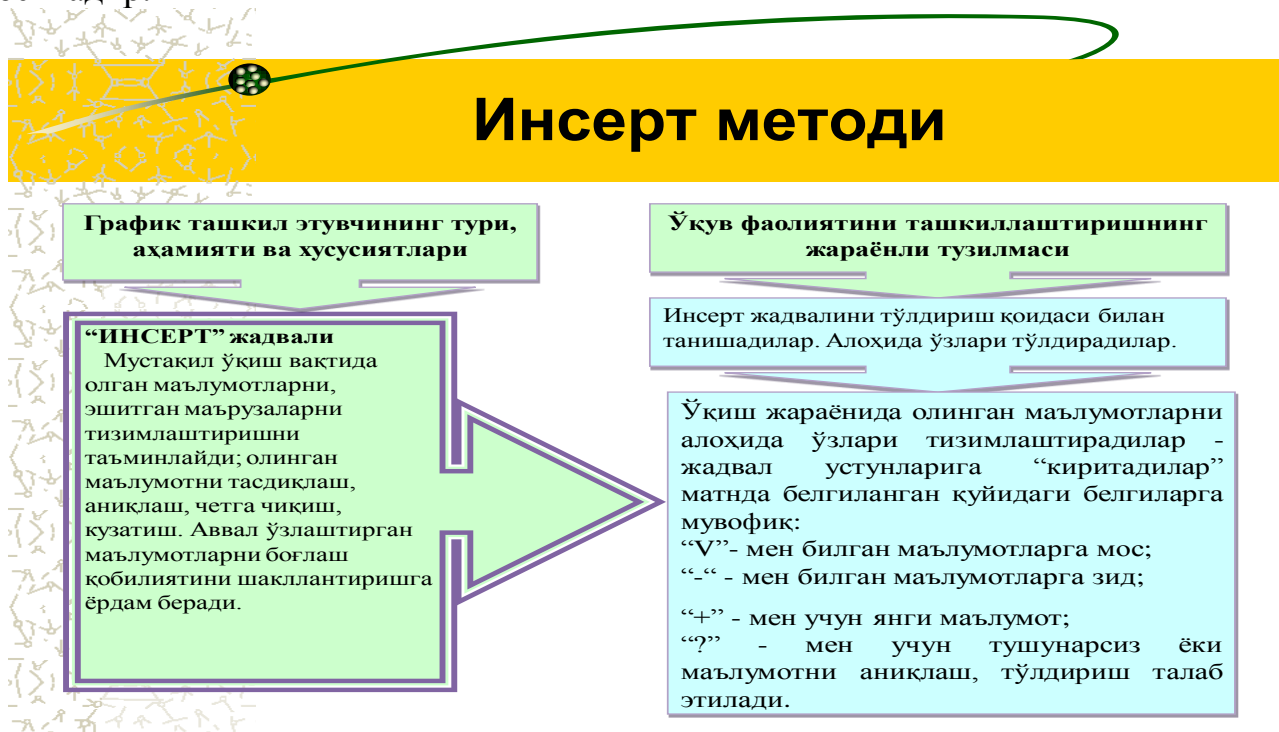 Инсерт методи
График ташкил этувчининг тури,
аҳамияти ва хусусиятлари
“ИНСЕРТ” жадвали
Мустақил ўқиш вақтида
олган маълумотларни,
эшитган маърузаларни
тизимлаштиришни
таъминлайди; олинган
маълумотни тасдиқлаш,
аниқлаш, четга чиқиш,
кузатиш. Аввал ўзлаштирган
маълумотларни боғлаш
қобилиятини шакллантиришга
ёрдам беради.
Ўқув фаолиятини ташкиллаштиришнинг
жараёнли тузилмаси
Инсерт жадвалини тўлдириш қоидаси билан
танишадилар. Алоҳида ўзлари тўлдирадилар.
Ўқиш жараёнида олинган маълумотларни
алоҳида ўзлари тизимлаштирадилар -
жадвал устунларига “киритадилар”
матнда белгиланган қуйидаги белгиларга
мувофиқ:
“V”- мен билган маълумотларга мос;
“-“ - мен билган маълумотларга зид;
“+” - мен учун янги маълумот;
“?” - мен учун тушунарсиз ёки
маълумотни аниқлаш, тўлдириш талаб
этилади.